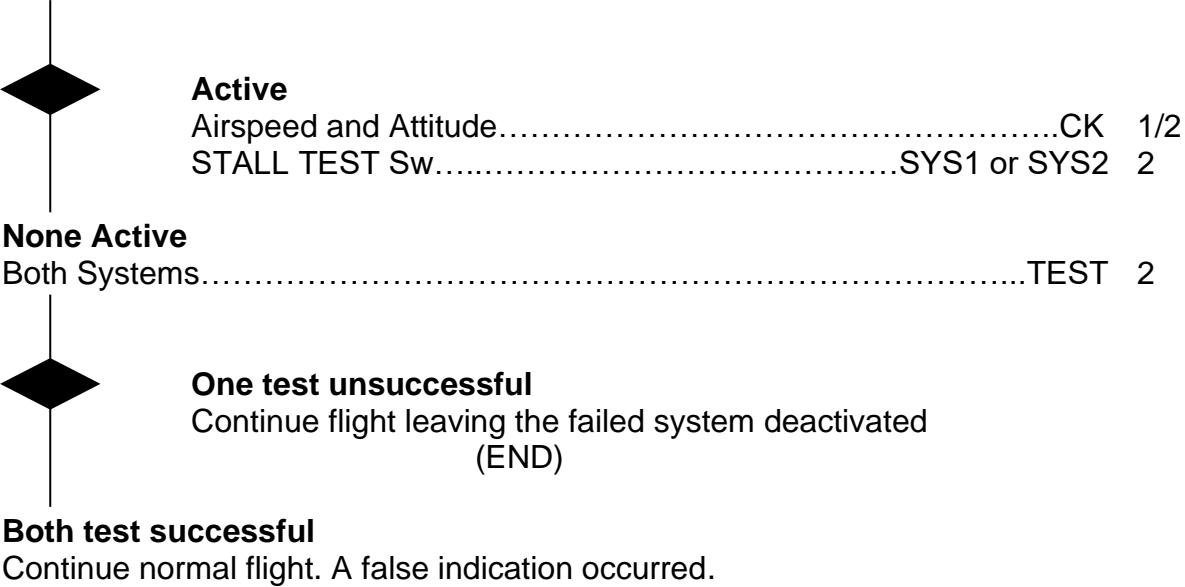 Active
Airspeed and Attitude……………………………………………..CK 1/2
STALL TEST Sw…..…………………………………SYS1 or SYS2 2
None Active
Both Systems……………………………………………………………………...TEST 2
One test unsuccessful
Continue flight leaving the failed system deactivated
(END)
Both test successful
Continue normal flight. A false indication occurred.